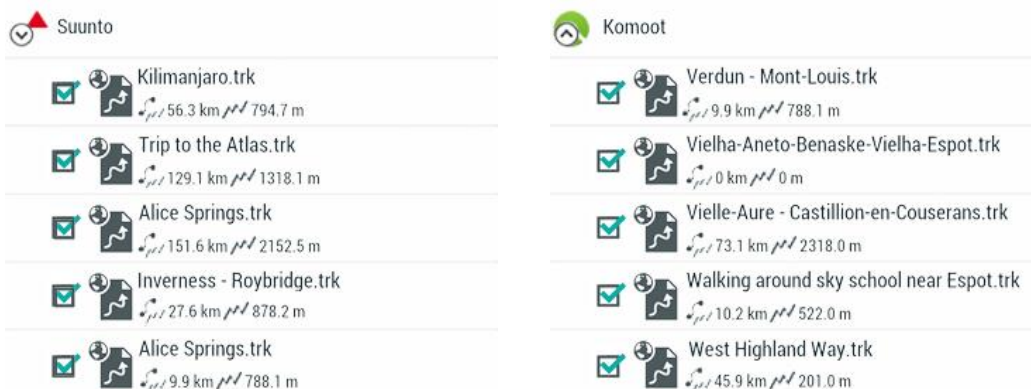 Suunto
Kilimanjaro.trk
56.3 km 794.7 m
Trip to the Atlas.trk
129.1 km 1318.1 m
Alice Springs.trk
151.6 km 2152.5 m
Inverness - Roybridge.trk
27.6 km 878.2 m
Alice Springs.trk
9.9 km 788.1 m
Komoot
Verdun - Mont-Louis.trk
9.9 km 788.1 m
Vielha-Aneto-Benaske-Vielha-Espot.trk
0 km 0 m
Vielle-Aure - Castillion-en-Couserans.trk
73.1 km 2318.0 m
Walking around sky school near Espot.trk
10.2 km 522.0 m
West Highland Way.trk
45.9 km 201.0 m